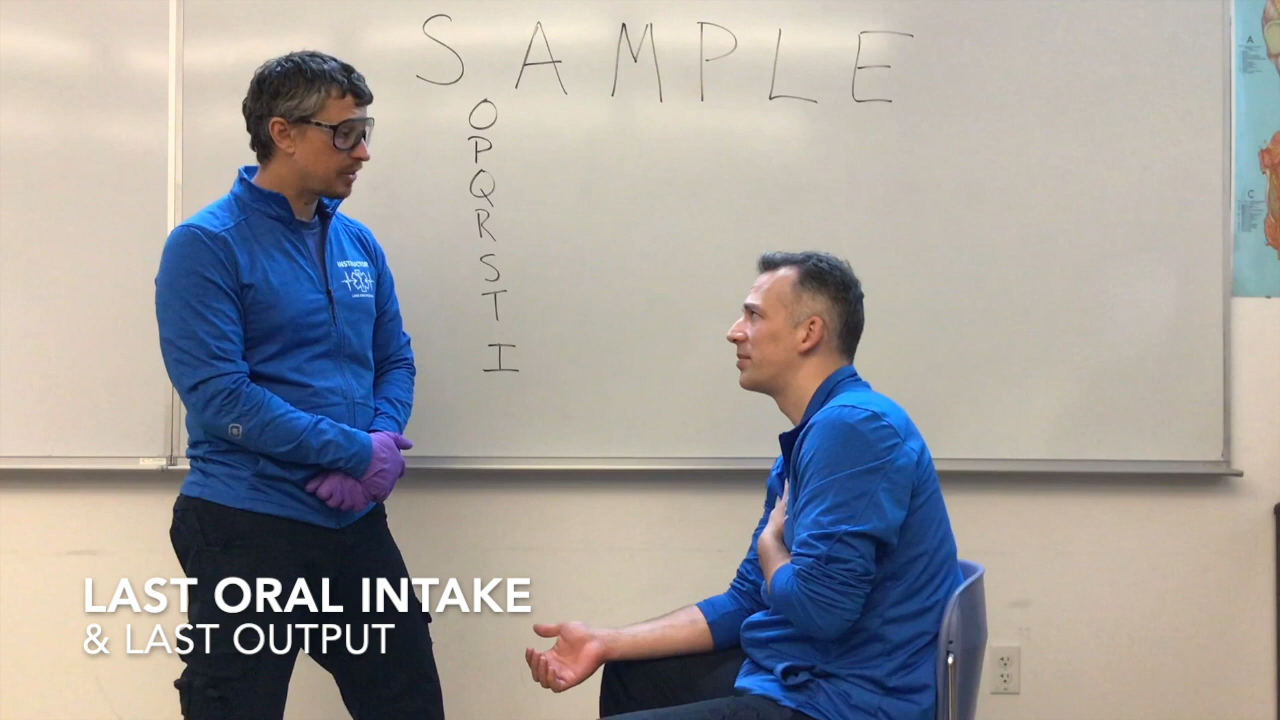 SAMPLE
O
P
Q
R
S
T
I
INSTRUCTOR
A
C
LAST ORAL INTAKE
& LAST OUTPUT